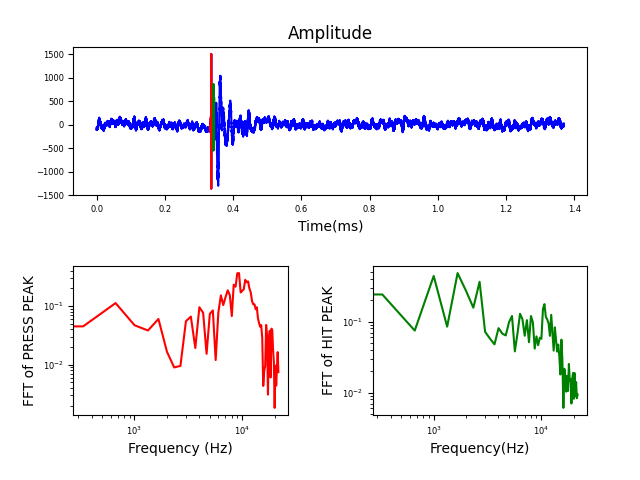 Amplitude
1500
1000
500
0
−500
−1000
−1500
0.0 0.2 0.4 0.6 0.8 1.0 1.2 1.4
Time(ms)
FFT of PRESS PEAK
10⁻¹
10⁻²
10³ 10⁴
Frequency (Hz)
FFT of HIT PEAK
10⁻¹
10⁻²
10³ 10⁴
Frequency(Hz)